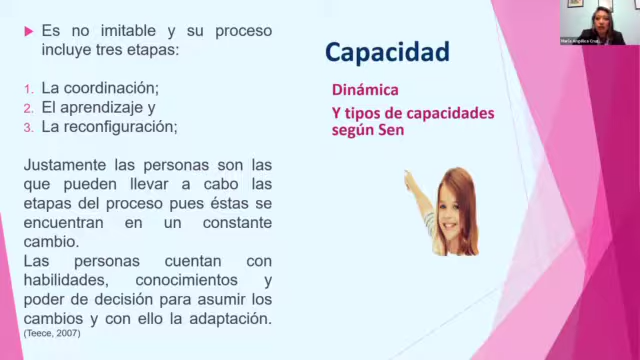 Es no imitable y su proceso
incluye tres etapas:
1. La coordinación;
2. El aprendizaje y
3. La reconfiguración;
Justamente las personas son las
que pueden llevar a cabo las
etapas del proceso pues éstas se
encuentran en un constante
cambio.
Las personas cuentan con
habilidades, conocimientos y
poder de decisión para asumir los
cambios y con ello la adaptación.
(Teece, 2007)
Capacidad
Dinámica
Y tipos de capacidades
según Sen
María Angélica Cruz